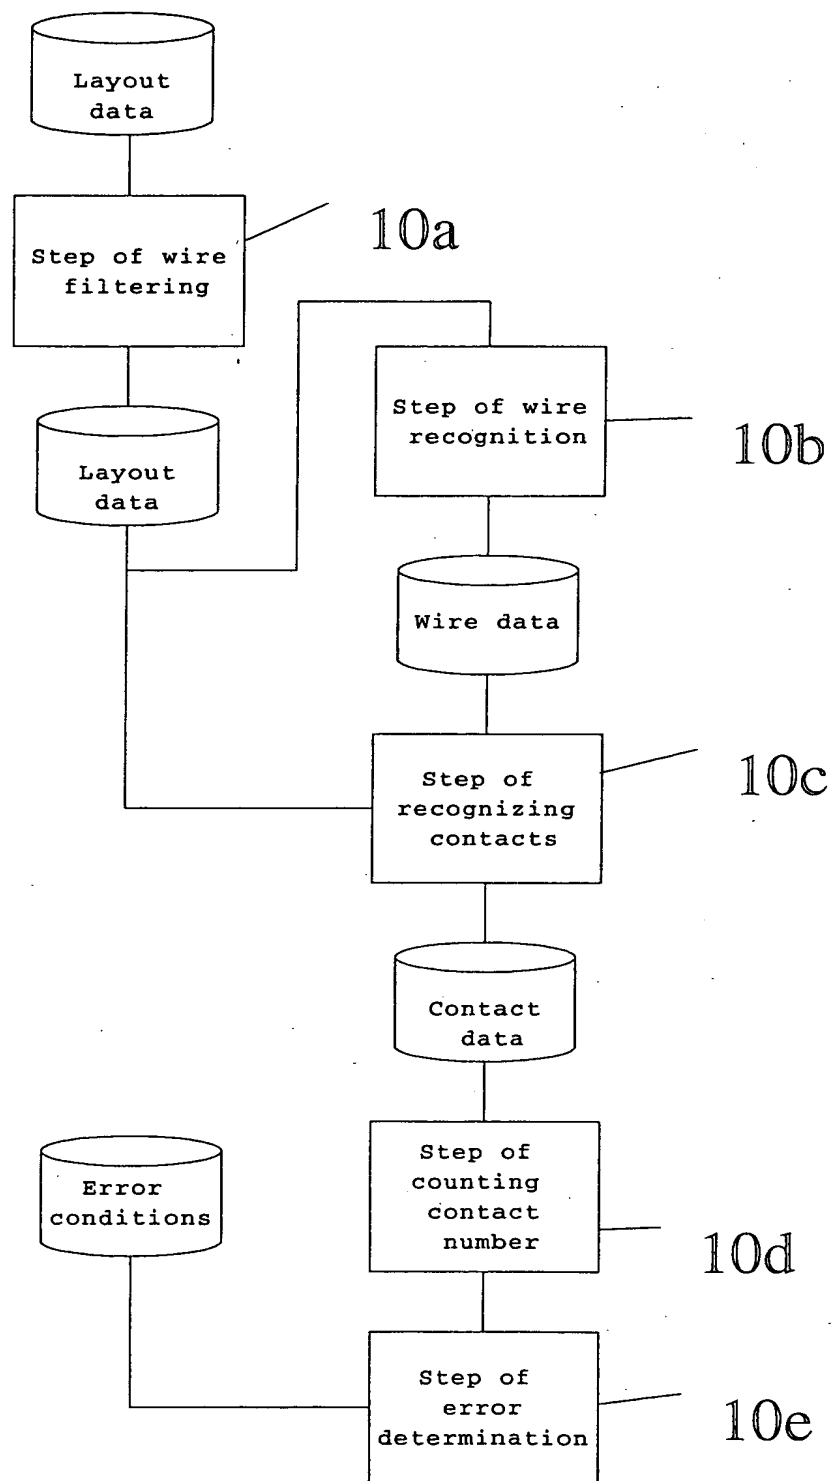 Layout
data
Step of wire
filtering
10a
Step of wire
recognition
10b
Layout
data
Wire data
Step of
recognizing
contacts
10c
Contact
data
Step of
counting
contact
number
10d
Error
conditions
Step of
error
determination
10e